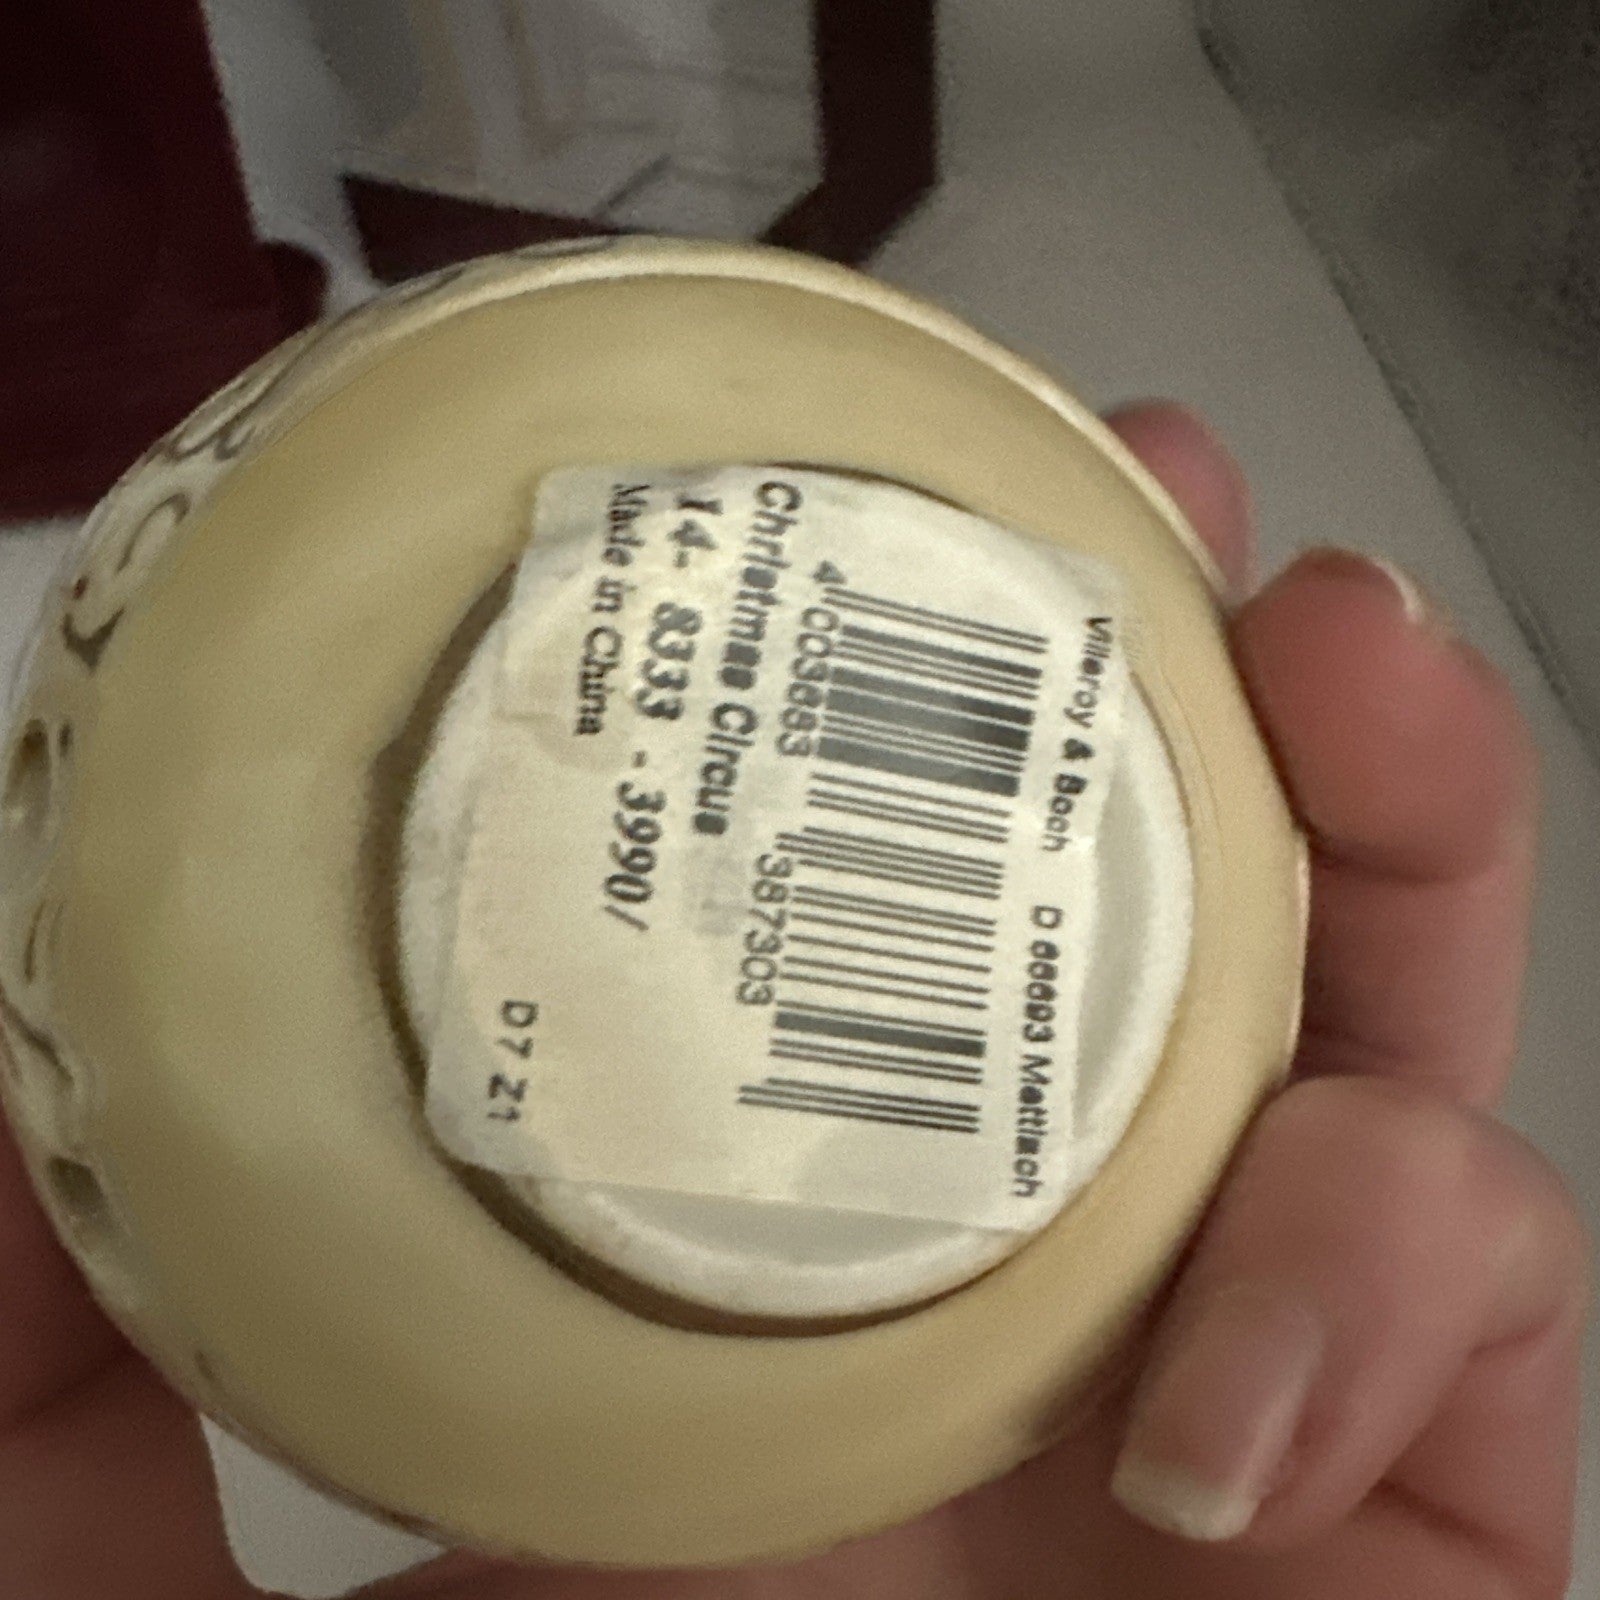 Villeroy & Boch D 66693 Mettlach
4 003683 387303
Christmas Circus
14- 8333 - 3990/
Made in China
D7 Z1